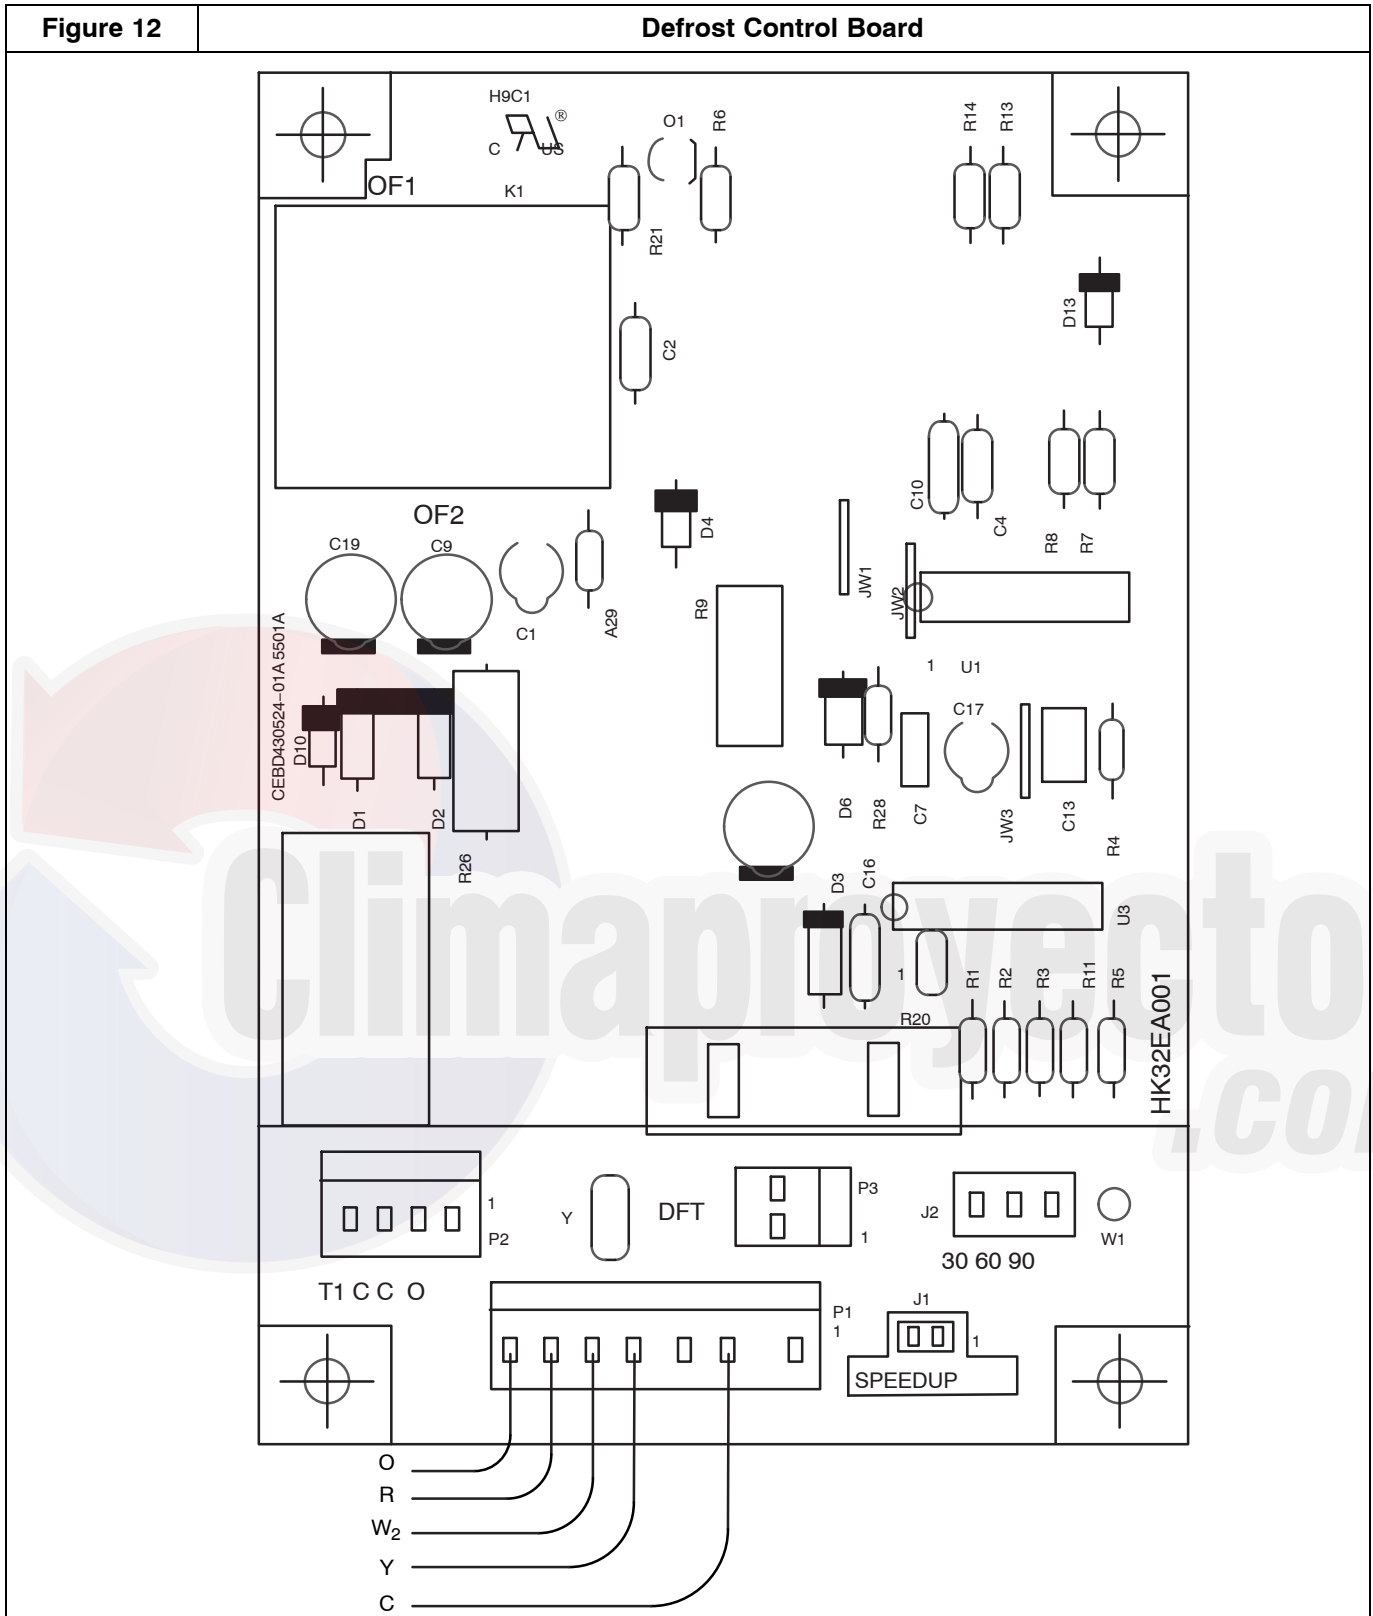 Figure 12
Defrost Control Board
H9C1
®
C US
O1
R6
R14
R13
OF1
K1
R21
D13
C2
C10
C4
R8
R7
OF2
D4
C19
C9
C1
A29
R9
JW1
JW2
1 U1
CEBD430524-01A 5501A
D10
D1
D2
R26
C17
D6
R28
C7
JW3
C13
R4
D3
C16
U3
1
R20
R1
R2
R3
R11
R5
HK32EA001
Climaproyecto
.co
1
P2
Y
DFT
P3
1
J2
W1
30 60 90
T1 C C O
P1
1
J1
1
SPEEDUP
O
R
W2
Y
C